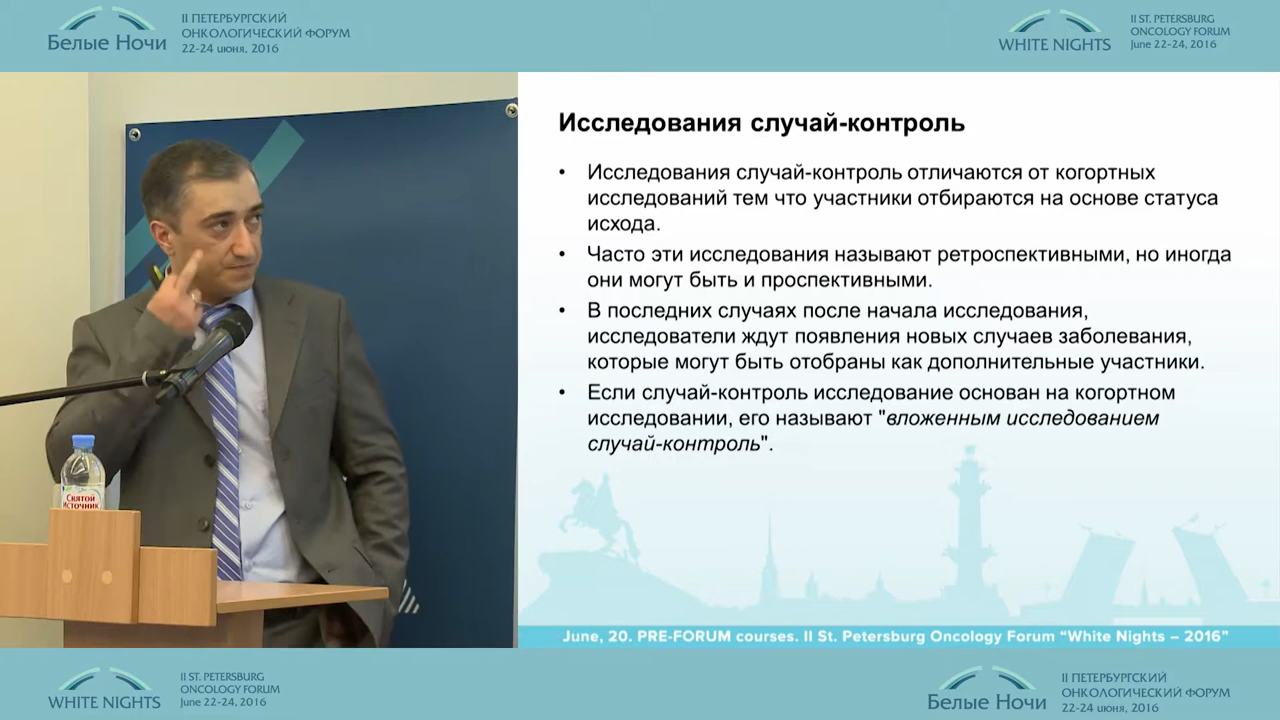 Белые Ночи
II ПЕТЕРБУРГСКИЙ
ОНКОЛОГИЧЕСКИЙ ФОРУМ
22-24 июня, 2016
WHITE NIGHTS
II ST. PETERSBURG
ONCOLOGY FORUM
June 22-24, 2016
Исследования случай-контроль
• Исследования случай-контроль отличаются от когортных
исследований тем что участники отбираются на основе статуса
исхода.
• Часто эти исследования называют ретроспективными, но иногда
они могут быть и проспективными.
• В последних случаях после начала исследования,
исследователи ждут появления новых случаев заболевания,
которые могут быть отобраны как дополнительные участники.
• Если случай-контроль исследование основан на когортном
исследовании, его называют "вложенным исследованием
случай-контроль".
Святой
Источник
June, 20. PRE-FORUM courses. II St. Petersburg Oncology Forum “White Nights – 2016”
WHITE NIGHTS
II ST. PETERSBURG
ONCOLOGY FORUM
June 22-24, 2016
Белые Ночи
II ПЕТЕРБУРГСКИЙ
ОНКОЛОГИЧЕСКИЙ ФОРУМ
22-24 июня, 2016